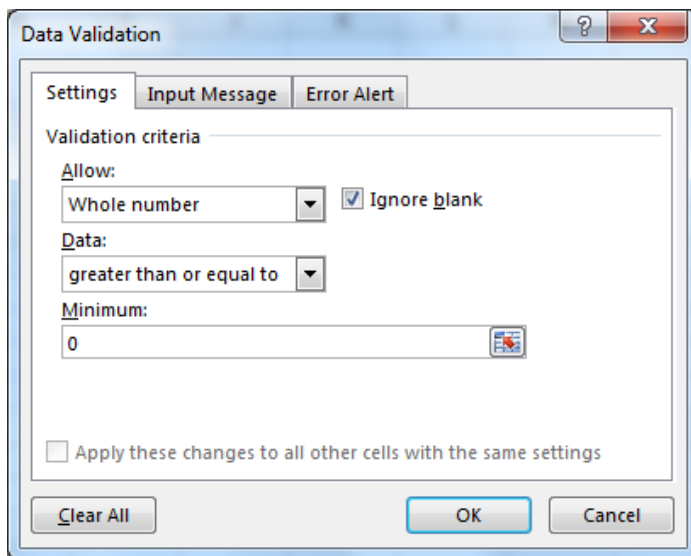 Data Validation
Settings Input Message Error Alert
Validation criteria
Allow:
Whole number Ignore blank
Data:
greater than or equal to
Minimum:
0
Apply these changes to all other cells with the same settings
Clear All OK Cancel